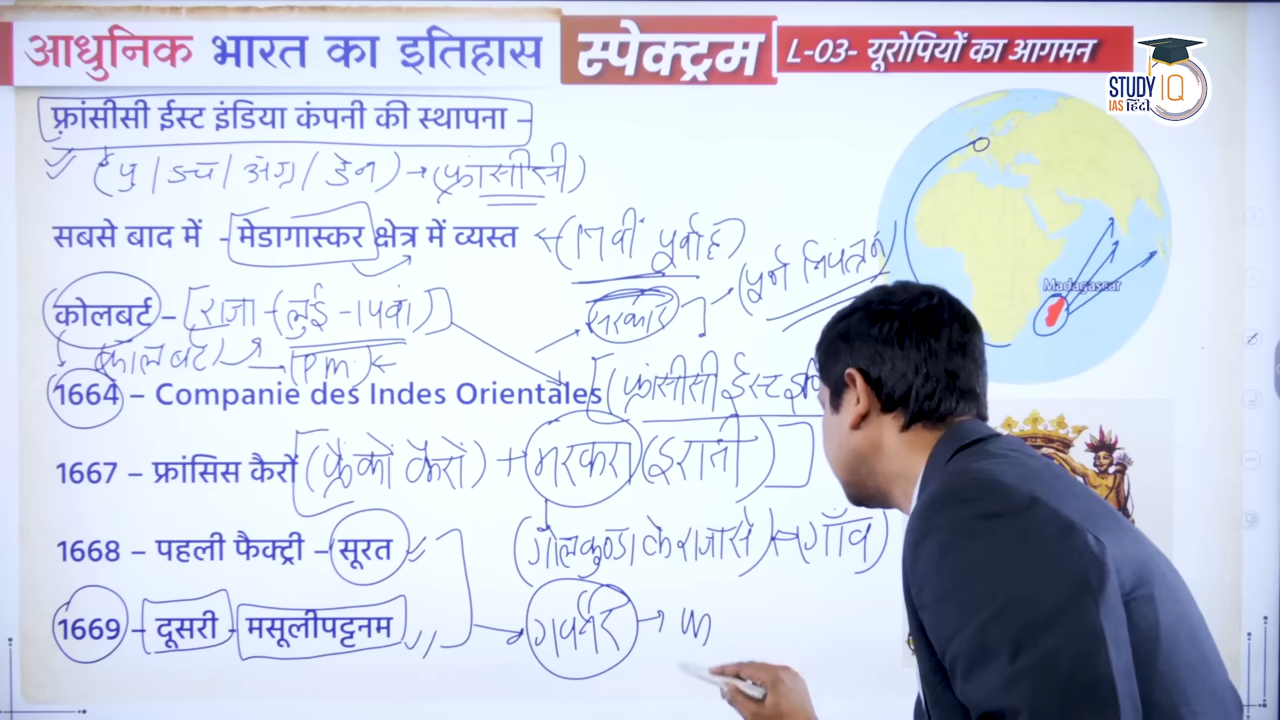 आधुनिक भारत का इतिहास स्पेक्ट्रम L-03- यूरोपियों का आगमन
STUDY IQ
IAS हिंदी
फ्रांसीसी ईस्ट इंडिया कंपनी की स्थापना -
डच / अंग्र / डेन) → (फ्रांसीसी)
सबसे बाद में - मेडागास्कर क्षेत्र में व्यस्त ← (17वीं पूर्वार्द्ध)
सरकार → (पूर्ण नियंत्रण)
Madagascar
कोलबर्ट - [राजा - (लुई - 14वां)]
कॉलबर्ट → (PM) ←
1664 – Companie des Indes Orientales [(फ्रांसीसी ईस्ट
1667 – फ्रांसिस कैरों [(फ्रैंको कैरों) + मरकरा (इरानी)]
1668 – पहली फैक्ट्री – सूरत (गोलकुण्डा के राजा से) गाँव)
1669 – दूसरी - मसूलीपट्टनम → गवर्नर →